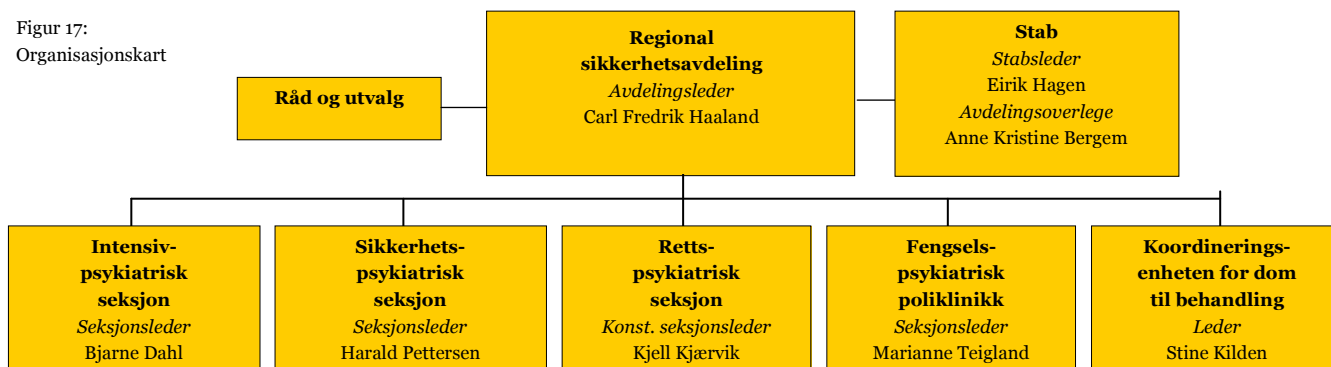 Figur 17:
Organisasjonskart
Råd og utvalg
Regional
sikkerhetsavdeling
Avdelingsleder
Carl Fredrik Haaland
Stab
Stabsleder
Eirik Hagen
Avdelingsoverlege
Anne Kristine Bergem
Intensiv-
psykiatrisk
seksjon
Seksjonsleder
Bjarne Dahl
Sikkerhets-
psykiatrisk
seksjon
Seksjonsleder
Harald Pettersen
Retts-
psykiatrisk
seksjon
Konst. seksjonsleder
Kjell Kjærvik
Fengsels-
psykiatrisk
poliklinikk
Seksjonsleder
Marianne Teigland
Koordinerings-
enheten for dom
til behandling
Leder
Stine Kilden